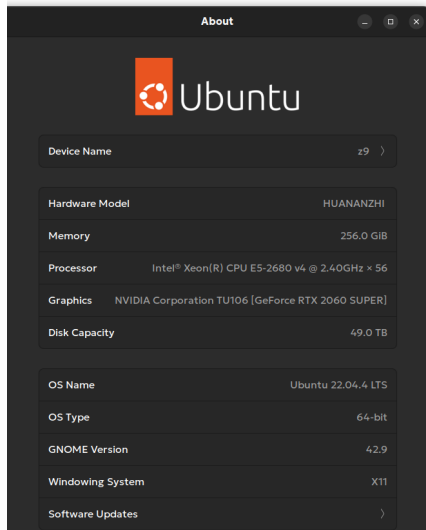 About
Ubuntu
Device Name z9
Hardware Model HUANANZHI
Memory 256.0 GiB
Processor Intel® Xeon(R) CPU E5-2680 v4 @ 2.40GHz × 56
Graphics NVIDIA Corporation TU106 [GeForce RTX 2060 SUPER]
Disk Capacity 49.0 TB
OS Name Ubuntu 22.04.4 LTS
OS Type 64-bit
GNOME Version 42.9
Windowing System X11
Software Updates